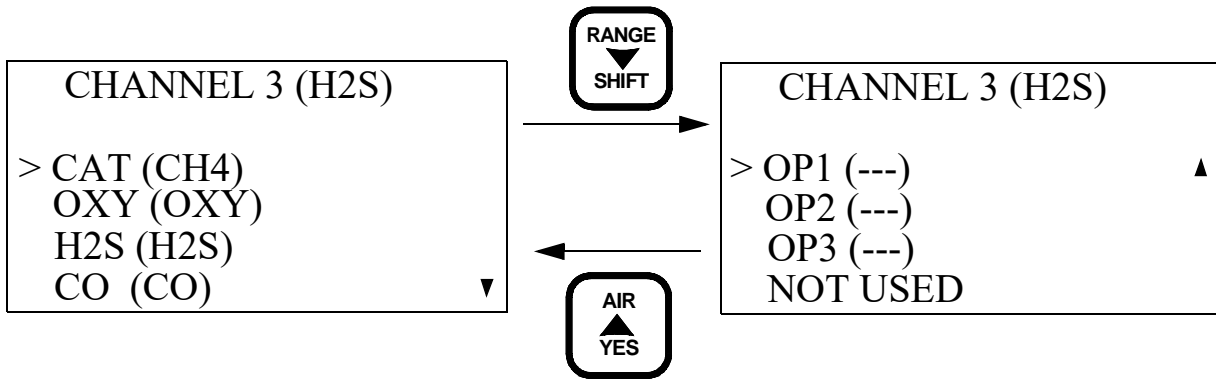 CHANNEL 3 (H2S)
> CAT (CH4)
OXY (OXY)
H2S (H2S)
CO (CO)
RANGE
SHIFT
AIR
YES
CHANNEL 3 (H2S)
> OP1 (---)
OP2 (---)
OP3 (---)
NOT USED